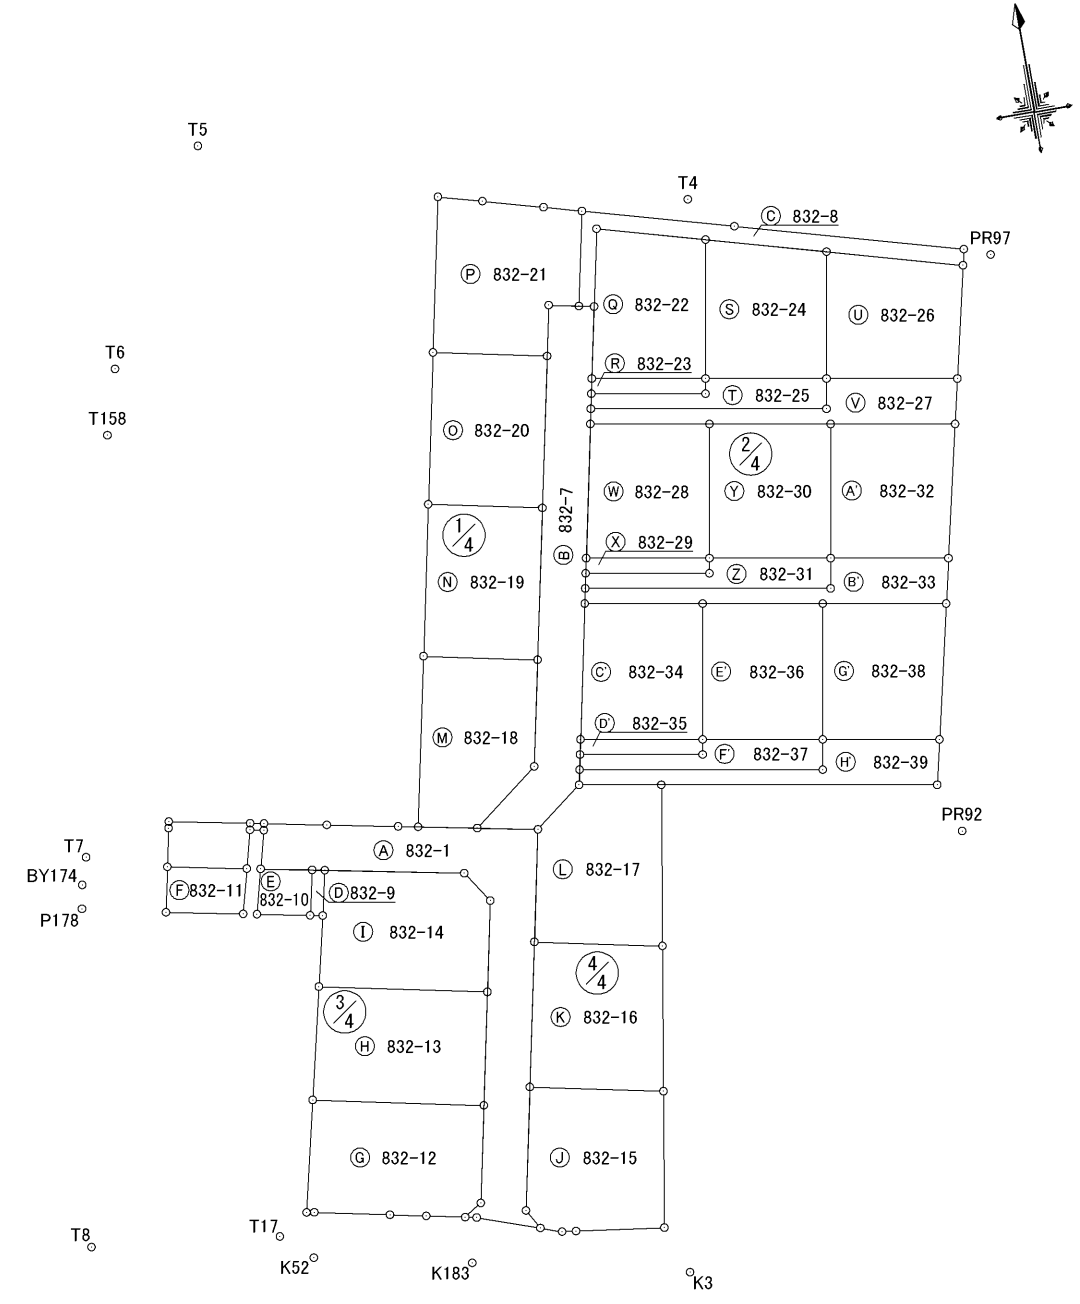 T5
T4
Ⓒ 832-8
PR97
Ⓟ 832-21
Ⓠ 832-22
Ⓢ 832-24
Ⓤ 832-26
T6
Ⓡ 832-23
Ⓣ 832-25
Ⓥ 832-27
T158
Ⓞ 832-20
2/4
Ⓦ 832-28
Ⓨ 832-30
A' 832-32
1/4
Ⓑ 832-7
Ⓧ 832-29
Ⓝ 832-19
Ⓩ 832-31
B' 832-33
C' 832-34
E' 832-36
G' 832-38
D' 832-35
Ⓜ 832-18
F' 832-37
H' 832-39
PR92
T7
Ⓐ 832-1
BY174
Ⓛ 832-17
Ⓕ 832-11
Ⓔ 832-10
Ⓓ 832-9
P178
Ⓘ 832-14
4/4
3/4
Ⓚ 832-16
Ⓗ 832-13
Ⓖ 832-12
Ⓙ 832-15
T17
T8
K52
K183
K3